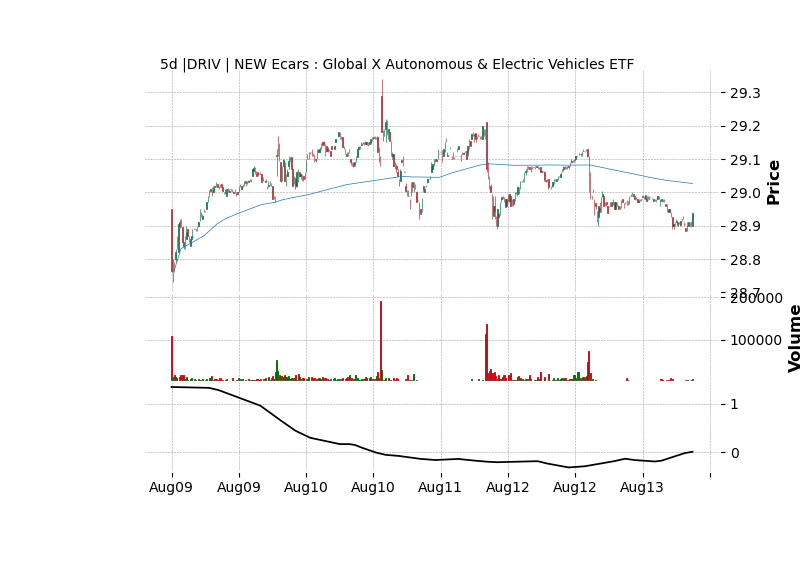 5d |DRIV | NEW Ecars : Global X Autonomous & Electric Vehicles ETF
29.3
29.2
29.1
29.0
28.9
28.8
28.7
Price
200000
100000
Volume
1
0
Aug09 Aug09 Aug10 Aug10 Aug11 Aug12 Aug12 Aug13